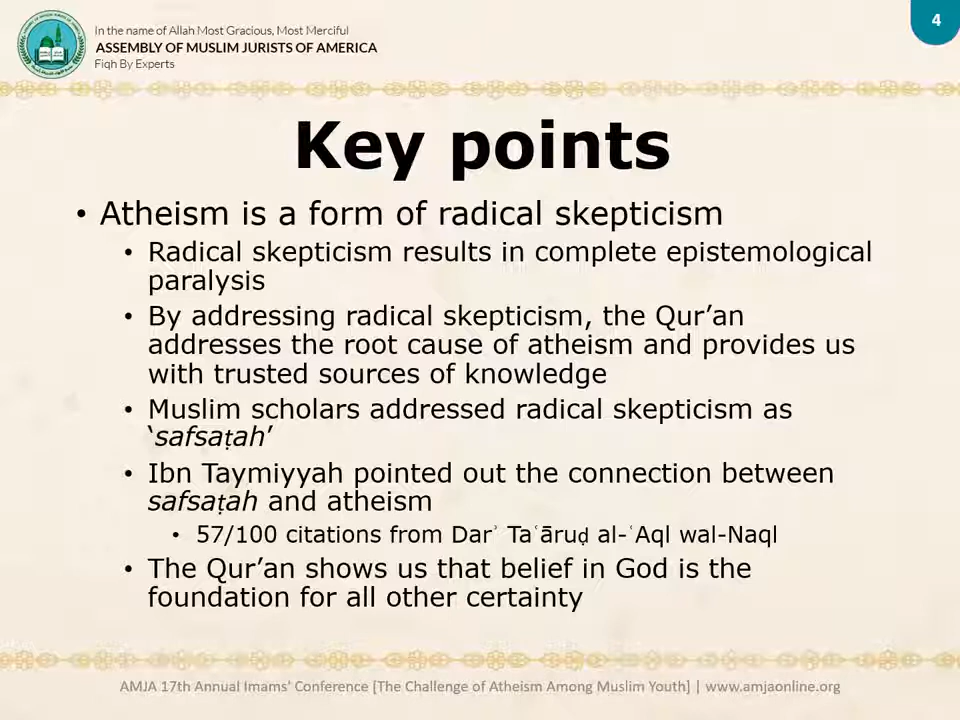 In the name of Allah Most Gracious, Most Merciful
ASSEMBLY OF MUSLIM JURISTS OF AMERICA
Fiqh By Experts
4
Key points
• Atheism is a form of radical skepticism
• Radical skepticism results in complete epistemological
paralysis
• By addressing radical skepticism, the Qur’an
addresses the root cause of atheism and provides us
with trusted sources of knowledge
• Muslim scholars addressed radical skepticism as
‘safsaṭah’
• Ibn Taymiyyah pointed out the connection between
safsaṭah and atheism
• 57/100 citations from Darʾ Taʿāruḍ al-ʿAql wal-Naql
• The Qur’an shows us that belief in God is the
foundation for all other certainty
AMJA 17th Annual Imams' Conference [The Challenge of Atheism Among Muslim Youth] | www.amjaonline.org